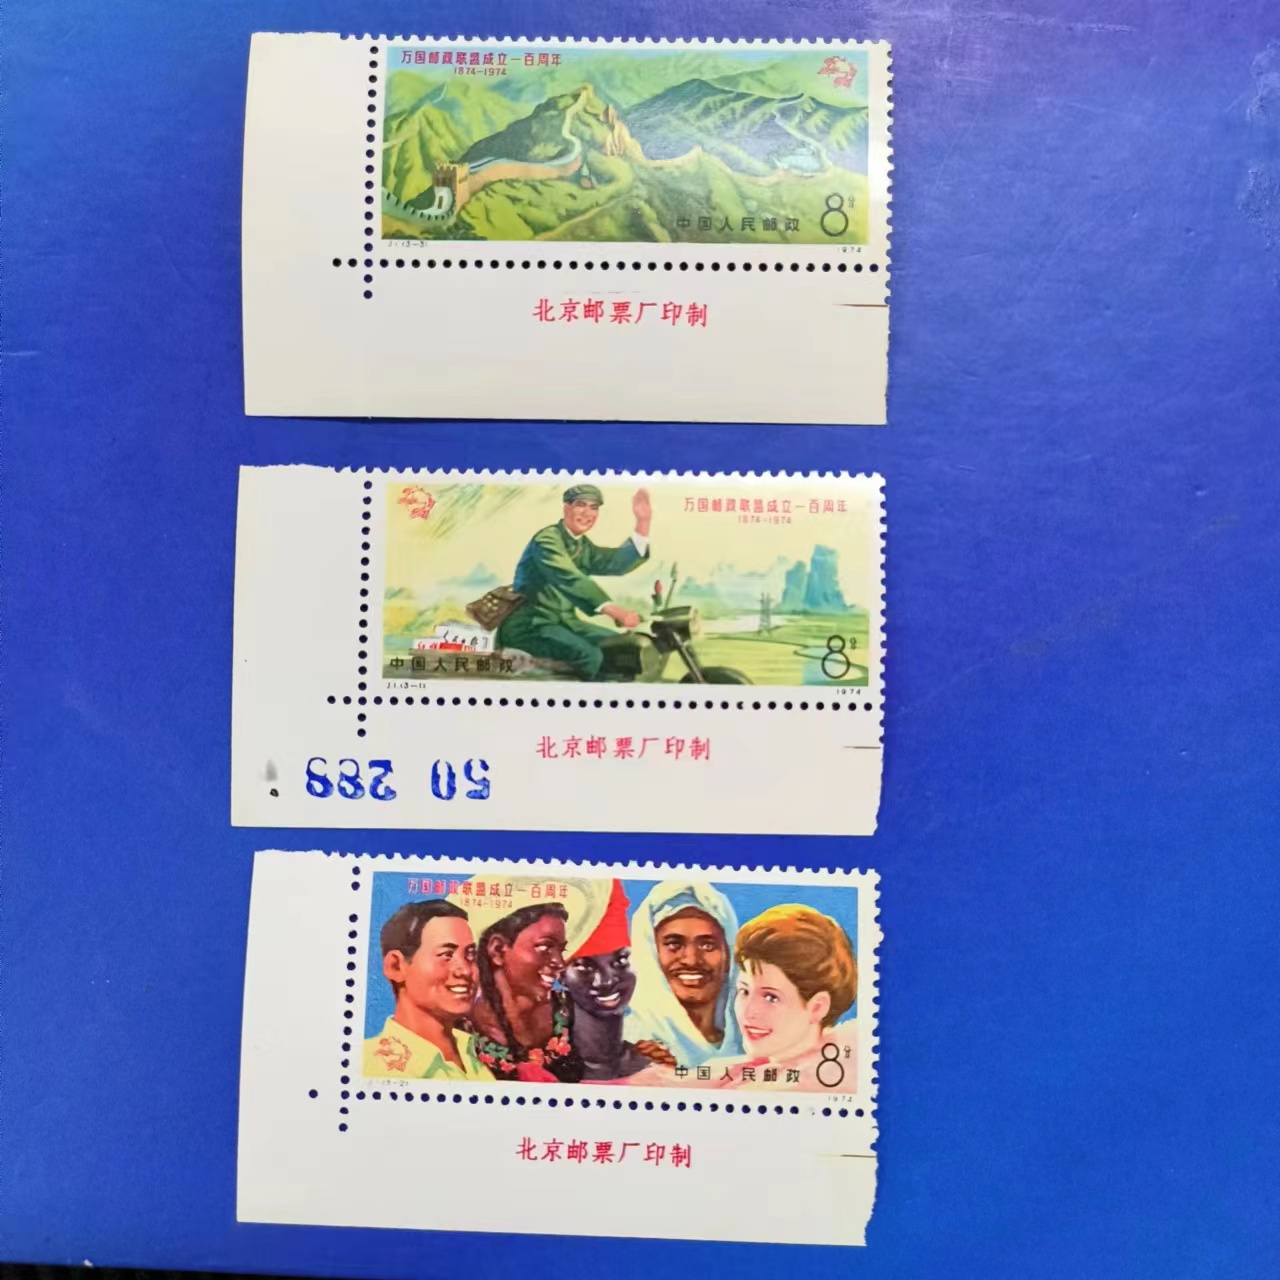 万国邮政联盟成立一百周年
1874-1974
中国人民邮政
8分
J.1.(3-3)
1974
北京邮票厂印制
万国邮政联盟成立一百周年
1874-1974
8分
中国人民邮政
J.1.(3-1)
1974
北京邮票厂印制
50 288
万国邮政联盟成立一百周年
1874-1974
8分
中国人民邮政
(3-2)
1974
北京邮票厂印制